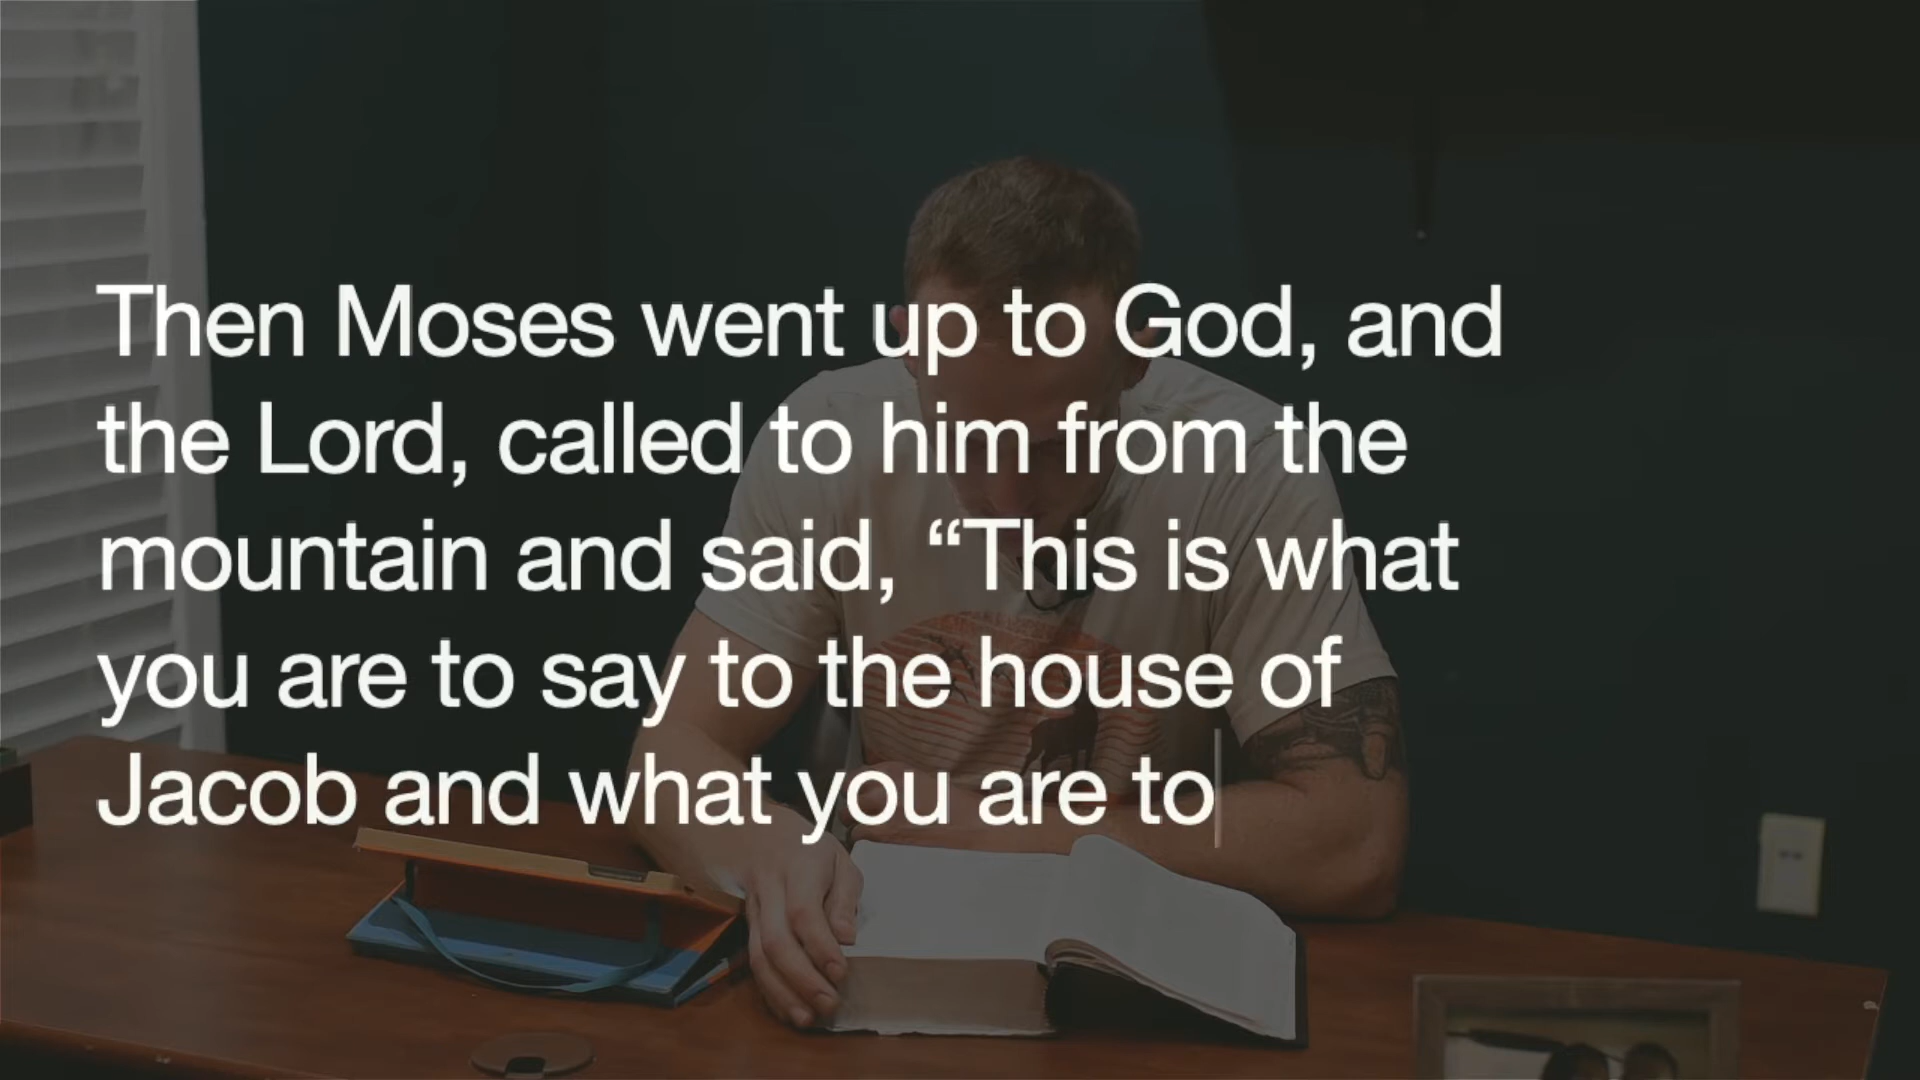 Then Moses went up to God, and
the Lord, called to him from the
mountain and said, “This is what
you are to say to the house of
Jacob and what you are to